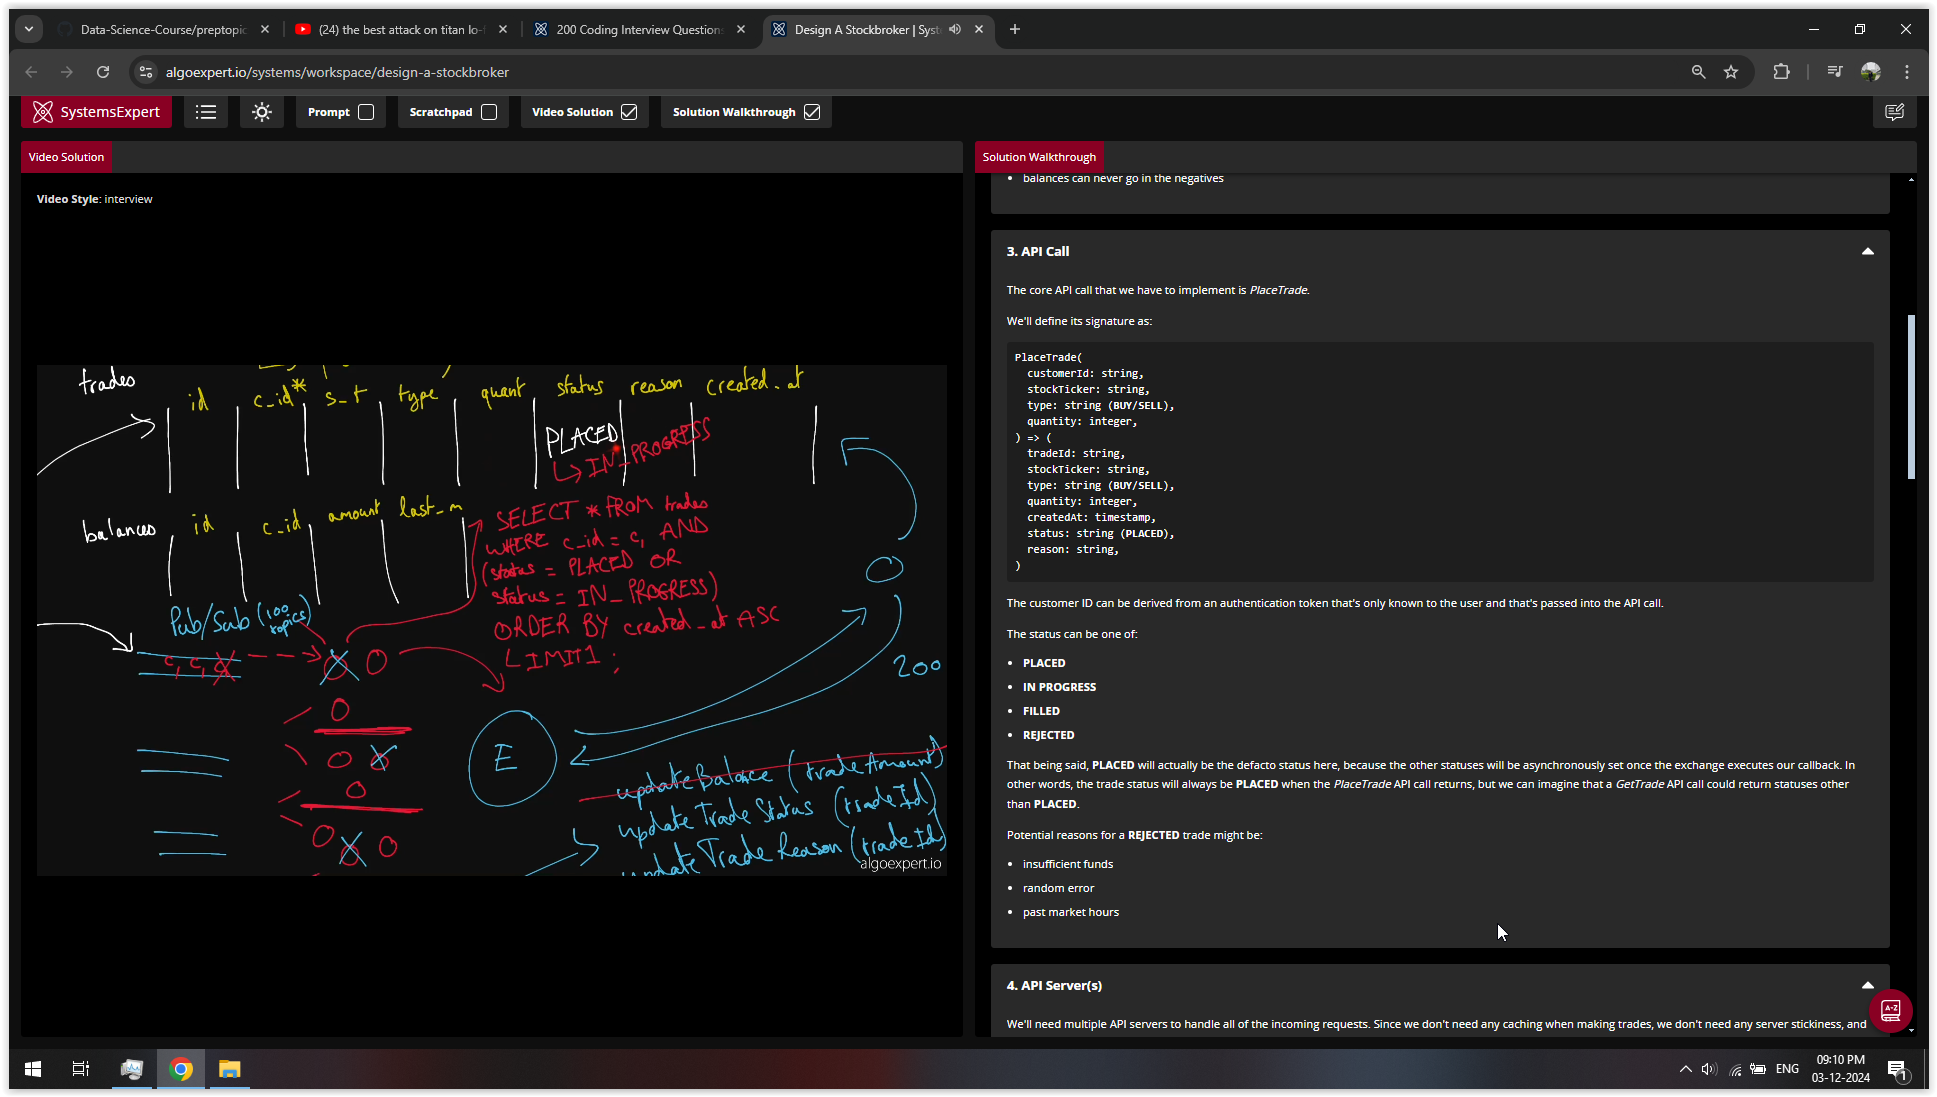 Data-Science-Course/preptopic
(24) the best attack on titan lo-f
200 Coding Interview Question
Design A Stockbroker | Syst
algoexpert.io/systems/workspace/design-a-stockbroker
SystemsExpert
Prompt
Scratchpad
Video Solution
Solution Walkthrough
Video Solution
Video Style: interview
trades
id c_id* s_t type quant status reason created_at
PLACED
↳ IN_PROGRESS
balances id c_id amount last_m
SELECT * FROM trades
WHERE c_id = c, AND
(status = PLACED OR
status = IN_PROGRESS)
ORDER BY created_at ASC
LIMIT 1;
Pub/Sub (100 topics)
200
E
updateBalance (tradeAmount)
updateTradeStatus (tradeId)
updateTradeReason (tradeId)
algoexpert.io
Solution Walkthrough
• balances can never go in the negatives
3. API Call
The core API call that we have to implement is PlaceTrade.
We'll define its signature as:
PlaceTrade(
customerId: string,
stockTicker: string,
type: string (BUY/SELL),
quantity: integer,
) => (
tradeId: string,
stockTicker: string,
type: string (BUY/SELL),
quantity: integer,
createdAt: timestamp,
status: string (PLACED),
reason: string,
)
The customer ID can be derived from an authentication token that's only known to the user and that's passed into the API call.
The status can be one of:
• PLACED
• IN PROGRESS
• FILLED
• REJECTED
That being said, PLACED will actually be the defacto status here, because the other statuses will be asynchronously set once the exchange executes our callback. In
other words, the trade status will always be PLACED when the PlaceTrade API call returns, but we can imagine that a GetTrade API call could return statuses other
than PLACED.
Potential reasons for a REJECTED trade might be:
• insufficient funds
• random error
• past market hours
4. API Server(s)
We'll need multiple API servers to handle all of the incoming requests. Since we don't need any caching when making trades, we don't need any server stickiness, and
A-Z
ENG
09:10 PM
03-12-2024
1